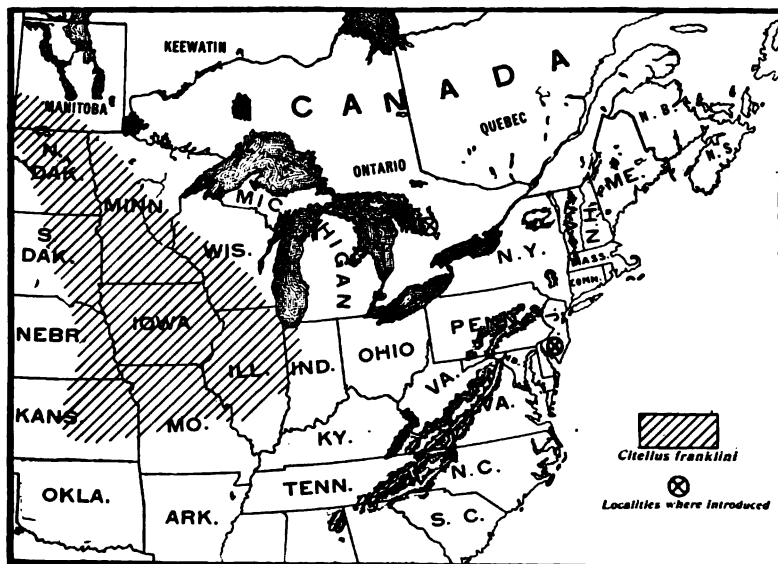 KEEWATIN
CANADA
MANITOBA
QUEBEC
ONTARIO
N.B.
N.S.
ME.
N. DAK.
MINN.
MICHIGAN
WIS.
S. DAK.
N.Y.
N H
MASS.
CONN.
NEBR.
IOWA
ILL.
IND.
OHIO
PENN.
VA.
VA.
KANS.
MO.
KY.
OKLA.
ARK.
TENN.
N.C.
S. C.
Citellus franklini
Localities where introduced